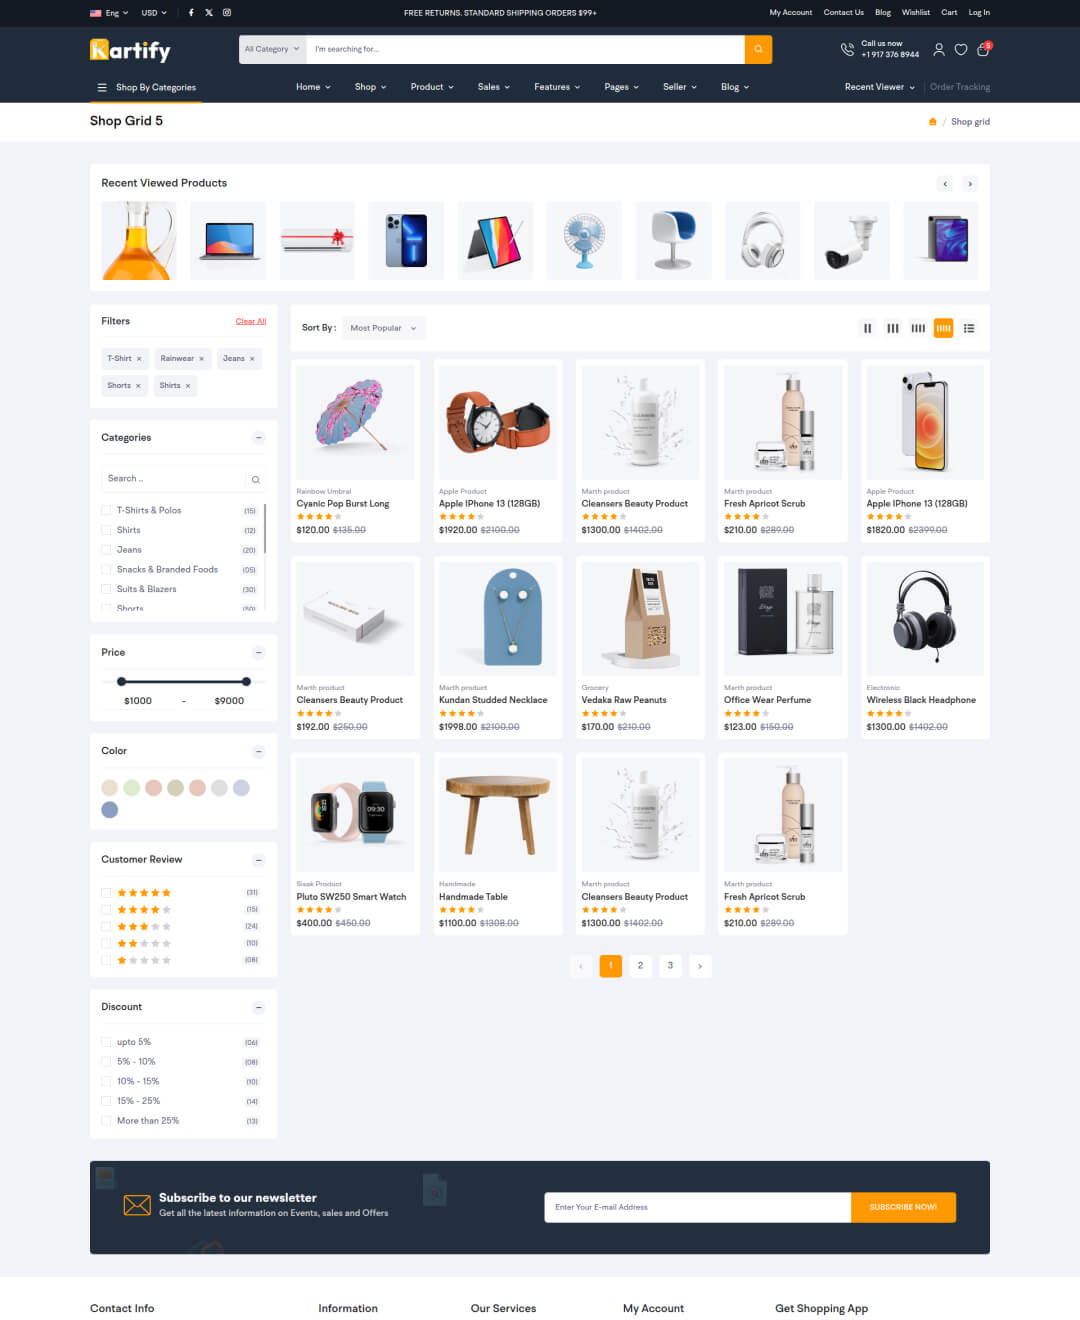 Eng USD FREE RETURNS. STANDARD SHIPPING ORDERS $99+ My Account Contact Us Blog Wishlist Cart Log In
Kartify
All Category I'm searching for...
Call us now
+1 917 376 8944
5
Shop By Categories Home Shop Product Sales Features Pages Seller Blog Recent Viewer Order Tracking
Shop Grid 5
/ Shop grid
Recent Viewed Products
Filters Clear All
T-Shirt × Rainwear × Jeans ×
Shorts × Shirts ×
Categories
Search ..
T-Shirts & Polos (15)
Shirts (12)
Jeans (20)
Snacks & Branded Foods (05)
Suits & Blazers (30)
Shorts (50)
Price
$1000 - $9000
Color
Customer Review
(31)
(15)
(24)
(10)
(08)
Discount
upto 5% (06)
5% - 10% (08)
10% - 15% (10)
15% - 25% (14)
More than 25% (13)
Sort By : Most Popular
Rainbow Umbral
Cyanic Pop Burst Long
$120.00 $135.00
Apple Product
Apple IPhone 13 (128GB)
$1920.00 $2100.00
Marth product
Cleansers Beauty Product
$1300.00 $1402.00
Marth product
Fresh Apricot Scrub
$210.00 $289.00
Apple Product
Apple IPhone 13 (128GB)
$1820.00 $2399.00
Marth product
Cleansers Beauty Product
$192.00 $250.00
Marth product
Kundan Studded Necklace
$1998.00 $2100.00
Grocery
Vedaka Raw Peanuts
$170.00 $210.00
Marth product
Office Wear Perfume
$123.00 $150.00
Electronic
Wireless Black Headphone
$1300.00 $1402.00
09:30
Siaak Product
Pluto SW250 Smart Watch
$400.00 $450.00
Handmade
Handmade Table
$1100.00 $1308.00
Marth product
Cleansers Beauty Product
$1300.00 $1402.00
Marth product
Fresh Apricot Scrub
$210.00 $289.00
1 2 3
Subscribe to our newsletter
Get all the latest information on Events, sales and Offers
Enter Your E-mail Address SUBSCRIBE NOW!
Contact Info Information Our Services My Account Get Shopping App